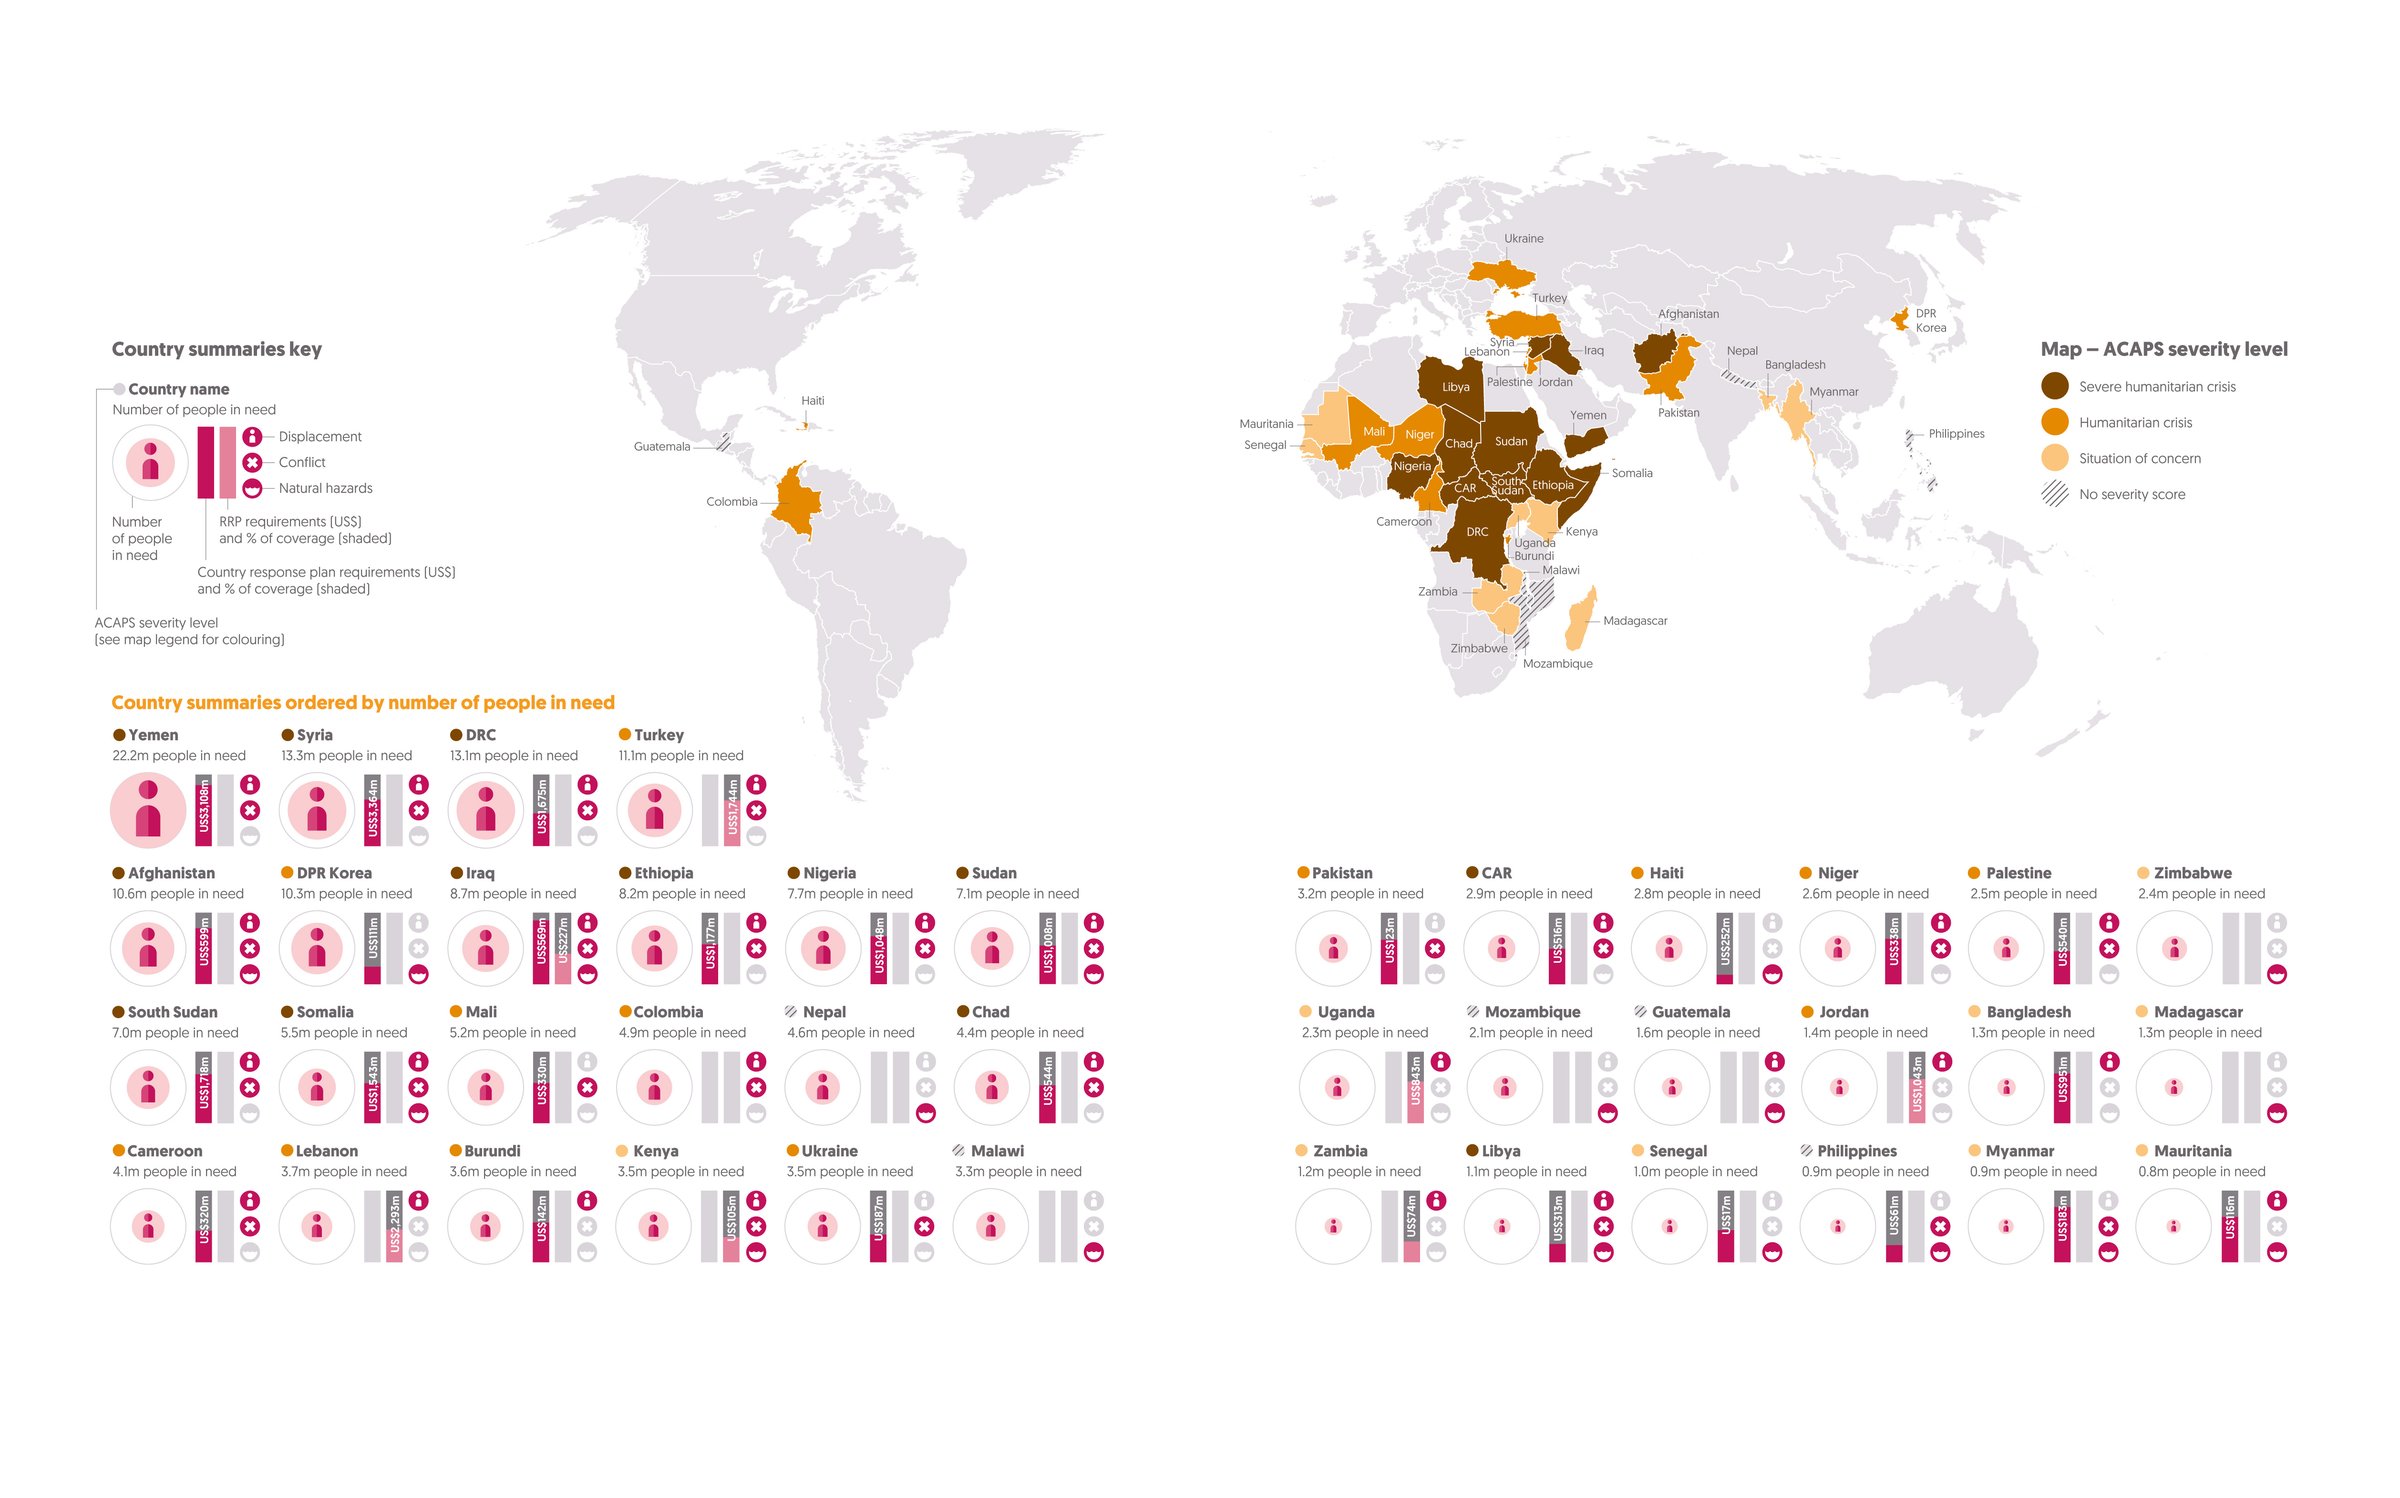 Ukraine
Turkey
Afghanistan
DPR
Korea
Syria
Lebanon
Iraq
Nepal
Bangladesh
Palestine
Jordan
Libya
Myanmar
Haiti
Guatemala
Colombia
Mauritania
Senegal
Mali
Niger
Chad
Sudan
Yemen
Pakistan
Philippines
Nigeria
CAR
South
Sudan
Ethiopia
Somalia
Cameroon
DRC
Kenya
Uganda
Burundi
Malawi
Zambia
Madagascar
Zimbabwe
Mozambique
Country summaries key
Country name
Number of people in need
Displacement
Conflict
Natural hazards
Number
of people
in need
RRP requirements (US$)
and % of coverage (shaded)
Country response plan requirements (US$)
and % of coverage (shaded)
ACAPS severity level
(see map legend for colouring)
Map – ACAPS severity level
Severe humanitarian crisis
Humanitarian crisis
Situation of concern
No severity score
Country summaries ordered by number of people in need
Yemen
22.2m people in need
US$3,108m
Syria
13.3m people in need
US$3,364m
DRC
13.1m people in need
US$1,675m
Turkey
11.1m people in need
US$1,744m
Afghanistan
10.6m people in need
US$599m
DPR Korea
10.3m people in need
US$111m
Iraq
8.7m people in need
US$569m
US$227m
Ethiopia
8.2m people in need
US$1,177m
Nigeria
7.7m people in need
US$1,048m
Sudan
7.1m people in need
US$1,008m
South Sudan
7.0m people in need
US$1,718m
Somalia
5.5m people in need
US$1,543m
Mali
5.2m people in need
US$330m
Colombia
4.9m people in need
Nepal
4.6m people in need
Chad
4.4m people in need
US$544m
Cameroon
4.1m people in need
US$320m
Lebanon
3.7m people in need
US$2,293m
Burundi
3.6m people in need
US$142m
Kenya
3.5m people in need
US$105m
Ukraine
3.5m people in need
US$187m
Malawi
3.3m people in need
Pakistan
3.2m people in need
US$123m
CAR
2.9m people in need
US$516m
Haiti
2.8m people in need
US$252m
Niger
2.6m people in need
US$338m
Palestine
2.5m people in need
US$540m
Zimbabwe
2.4m people in need
Uganda
2.3m people in need
US$843m
Mozambique
2.1m people in need
Guatemala
1.6m people in need
Jordan
1.4m people in need
US$1,043m
Bangladesh
1.3m people in need
US$951m
Madagascar
1.3m people in need
Zambia
1.2m people in need
US$74m
Libya
1.1m people in need
US$313m
Senegal
1.0m people in need
US$17m
Philippines
0.9m people in need
US$61m
Myanmar
0.9m people in need
US$183m
Mauritania
0.8m people in need
US$116m